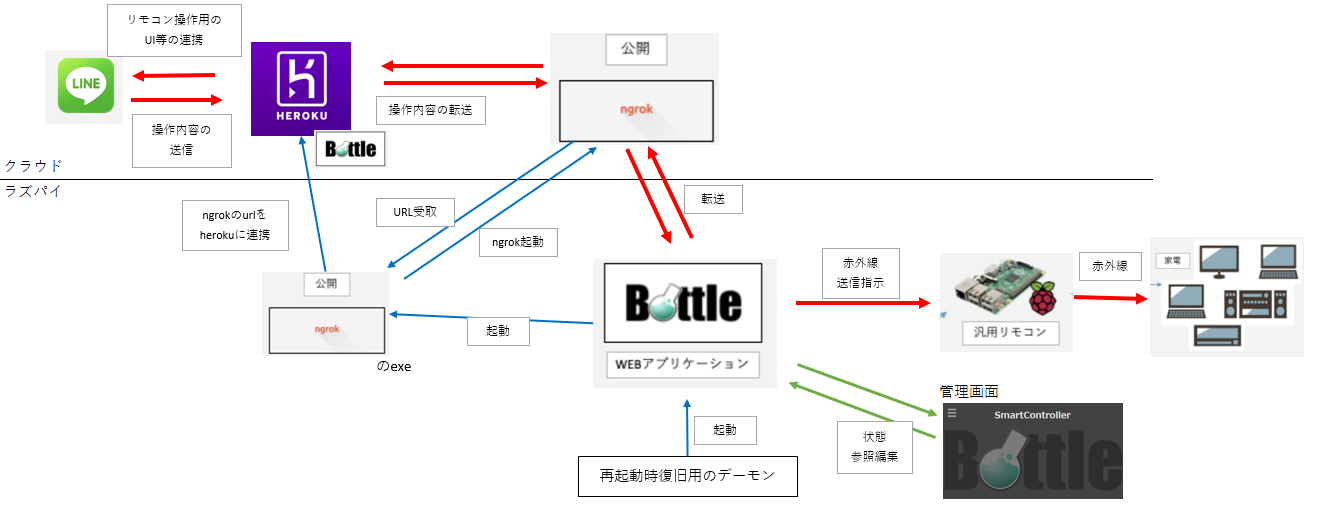 リモコン操作用の
UI等の連携
LINE
HEROKU
Bottle
操作内容の
送信
操作内容の転送
公開
ngrok
クラウド
ラズパイ
ngrokのurlを
herokuに連携
URL受取
ngrok起動
転送
公開
ngrok
のexe
起動
Bottle
WEBアプリケーション
赤外線
送信指示
汎用リモコン
赤外線
家電
管理画面
SmartController
Bottle
状態
参照編集
起動
再起動時復旧用のデーモン